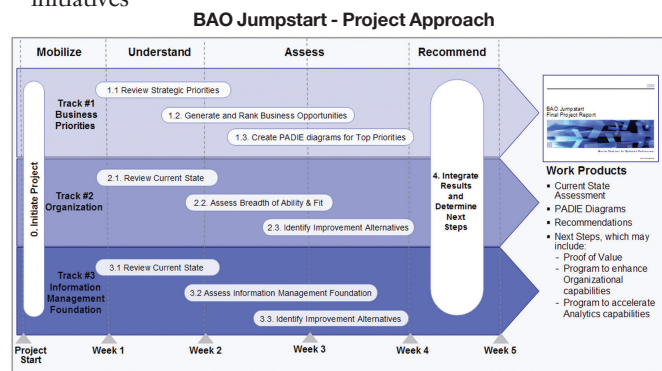 initiatives
BAO Jumpstart - Project Approach
Mobilize
Understand
Assess
Recommend
0. Initiate Project
Track #1
Business
Priorities
1.1 Review Strategic Priorities
1.2. Generate and Rank Business Opportunities
1.3. Create PADIE diagrams for Top Priorities
Track #2
Organization
2.1. Review Current State
2.2. Assess Breadth of Ability & Fit
2.3. Identify Improvement Alternatives
Track #3
Information
Management
Foundation
3.1 Review Current State
3.2 Assess Information Management Foundation
3.3. Identify Improvement Alternatives
4. Integrate
Results
and
Determine
Next
Steps
BAO Jumpstart
Final Project Report
Work Products
▪ Current State
Assessment
▪ PADIE Diagrams
▪ Recommendations
▪ Next Steps, which may
include:
– Proof of Value
– Program to enhance
Organizational
capabilities
– Program to accelerate
Analytics capabilities
Project
Start
Week 1
Week 2
Week 3
Week 4
Week 5